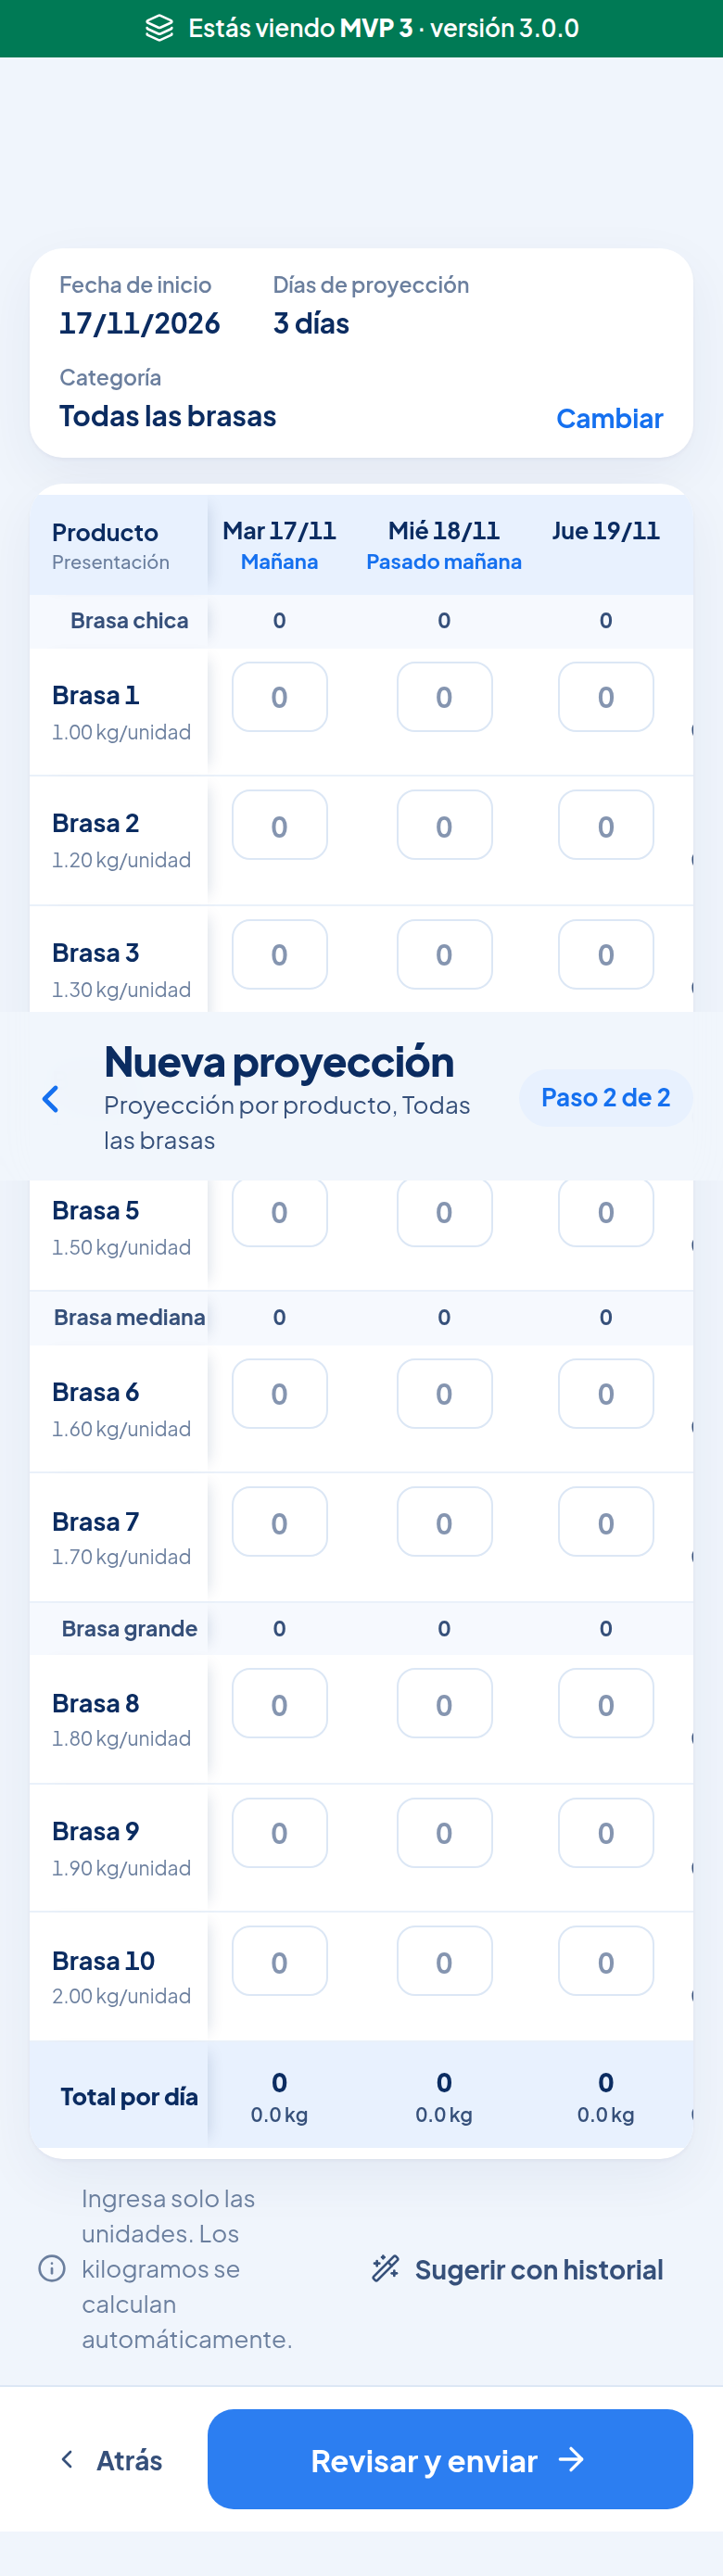 Estás viendo MVP 3 · versión 3.0.0
Fecha de inicio Días de proyección
17/11/2026 3 días
Categoría
Todas las brasas Cambiar
Producto Mar 17/11 Mié 18/11 Jue 19/11
Presentación Mañana Pasado mañana
Brasa chica 0 0 0
Brasa 1 0 0 0
1.00 kg/unidad
Brasa 2 0 0 0
1.20 kg/unidad
Brasa 3 0 0 0
1.30 kg/unidad
Nueva proyección
Proyección por producto, Todas
las brasas
Paso 2 de 2
Brasa 5 0 0 0
1.50 kg/unidad
Brasa mediana 0 0 0
Brasa 6 0 0 0
1.60 kg/unidad
Brasa 7 0 0 0
1.70 kg/unidad
Brasa grande 0 0 0
Brasa 8 0 0 0
1.80 kg/unidad
Brasa 9 0 0 0
1.90 kg/unidad
Brasa 10 0 0 0
2.00 kg/unidad
Total por día 0 0 0
0.0 kg 0.0 kg 0.0 kg
Ingresa solo las
unidades. Los
kilogramos se
calculan
automáticamente.
Sugerir con historial
Atrás
Revisar y enviar